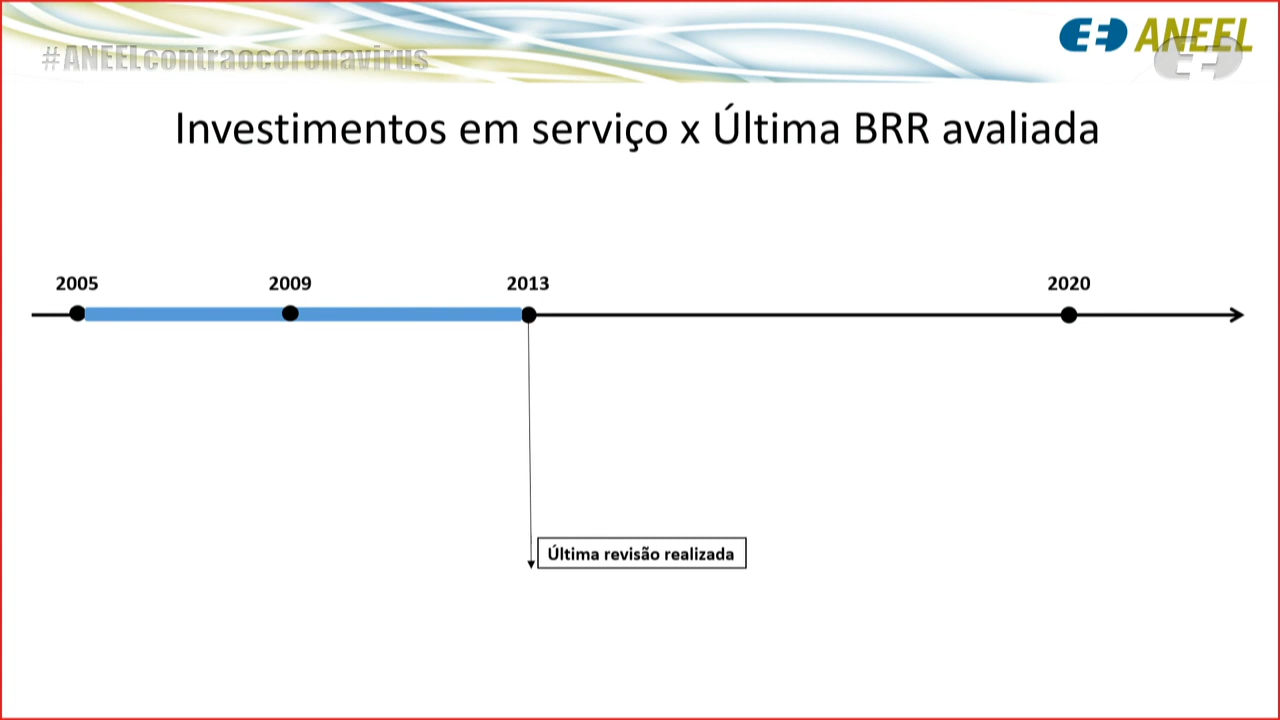 #ANEELcontraocoronavirus
ANEEL
Investimentos em serviço x Última BRR avaliada
2005 2009 2013 2020
Última revisão realizada